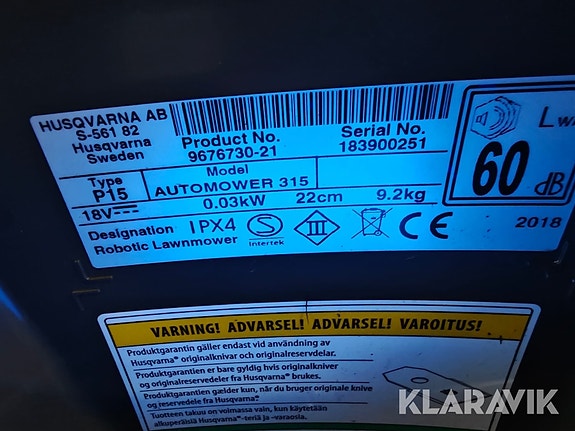 HUSQVARNA AB
S-561 82
Husqvarna
Sweden
Product No.
9676730-21
Serial No.
183900251
Type
P15
Model
AUTOMOWER 315
18V 0.03kW 22cm 9.2kg
Designation
Robotic Lawnmower
IPX4
S
Intertek
III
CE
2018
LW
60
dB
VARNING! ADVARSEL! ADVARSEL! VAROITUS!
Produktgarantin gäller endast vid användning av
Husqvarna® originalknivar och originalreservdelar.
Produktgarantien er bare gyldig hvis originalkniver
og originalreservedeler fra Husqvarna® brukes.
Produktgarantien gælder kun, når du bruger originale knive
og reservedele fra Husqvarna®.
Tuotteen takuu on voimassa vain, kun käytetään
alkuperäisiä Husqvarna®-teriä ja -varaosia.
KLARAVIK